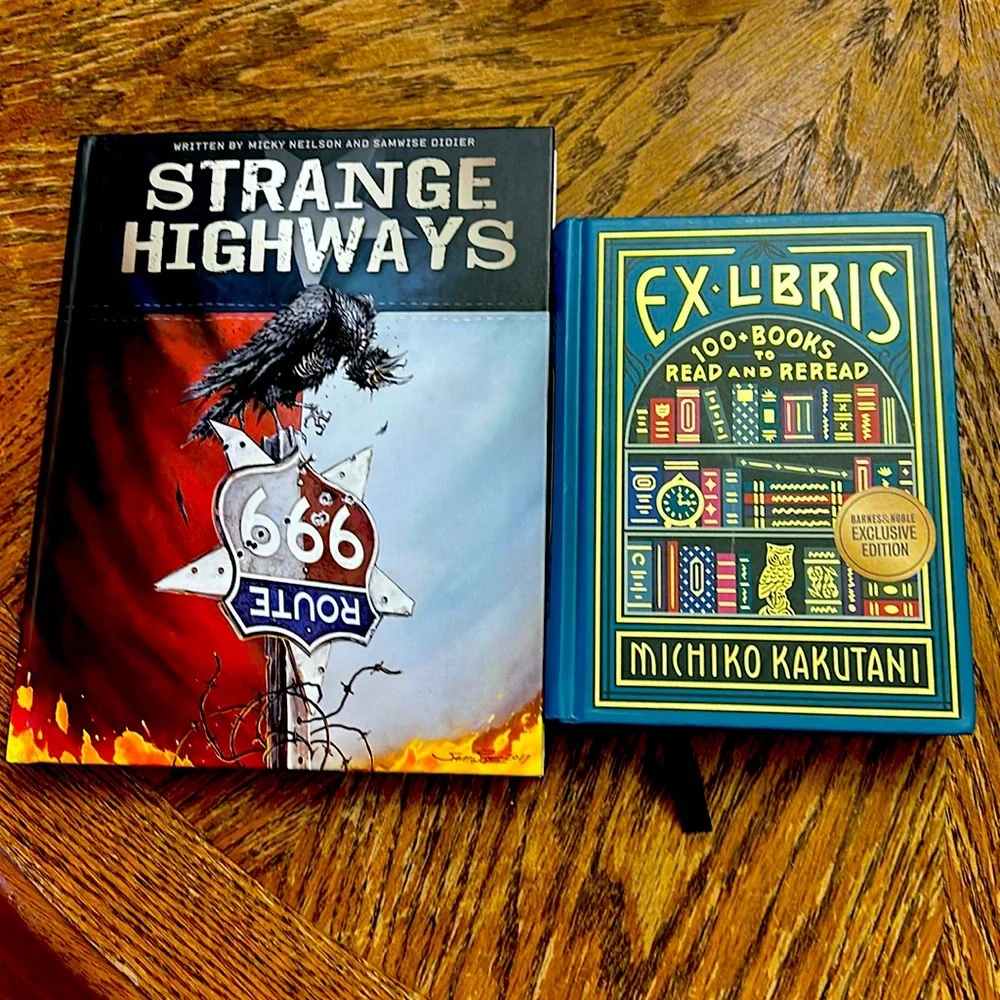 WRITTEN BY MICKY NEILSON AND SAMWISE DIDIER
STRANGE
HIGHWAYS
ROUTE
666
EX·LIBRIS
100+ BOOKS
TO
READ AND REREAD
BARNES & NOBLE
EXCLUSIVE
EDITION
MICHIKO KAKUTANI